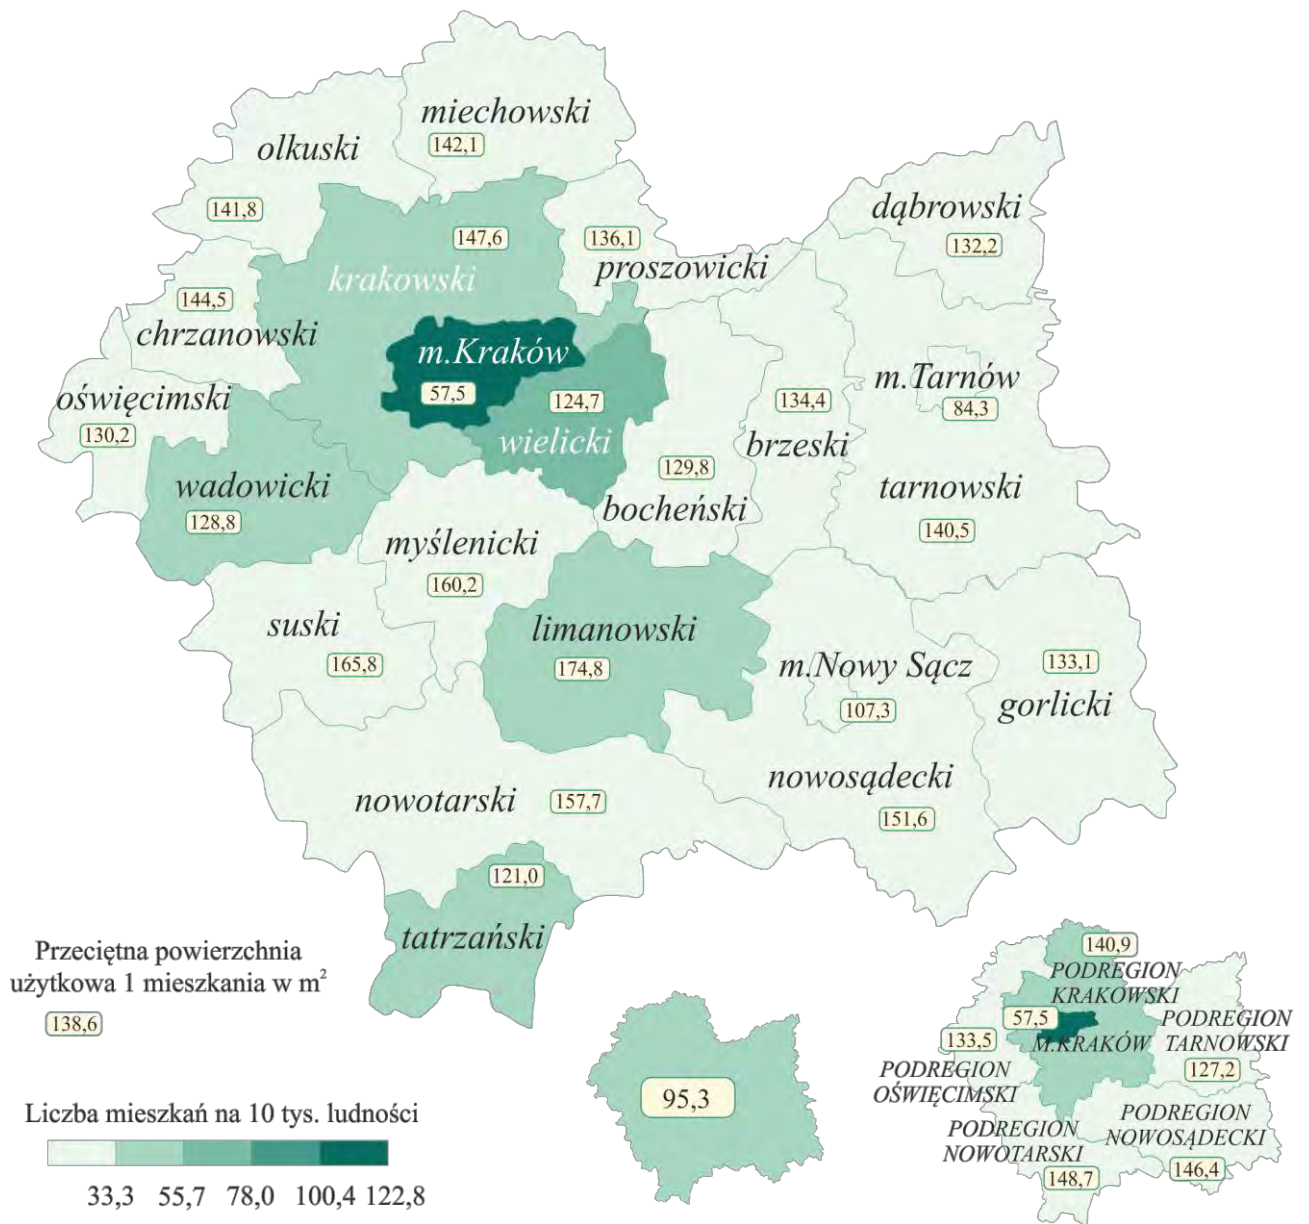 miechowski
142,1
olkuski
141,8
dąbrowski
132,2
147,6
krakowski
136,1
proszowicki
144,5
chrzanowski
m.Kraków
57,5
124,7
wielicki
oświęcimski
130,2
wadowicki
128,8
129,8
bocheński
134,4
brzeski
m.Tarnów
84,3
tarnowski
140,5
myślenicki
160,2
suski
165,8
limanowski
174,8
m.Nowy Sącz
107,3
133,1
gorlicki
nowotarski 157,7
nowosądecki
151,6
121,0
tatrzański
Przeciętna powierzchnia
użytkowa 1 mieszkania w m²
138,6
Liczba mieszkań na 10 tys. ludności
33,3 55,7 78,0 100,4 122,8
95,3
140,9
PODREGION
KRAKOWSKI
57,5
M.KRAKÓW
133,5
PODREGION
OŚWIĘCIMSKI
PODREGION
TARNOWSKI
127,2
PODREGION
NOWOTARSKI
148,7
PODREGION
NOWOSĄDECKI
146,4